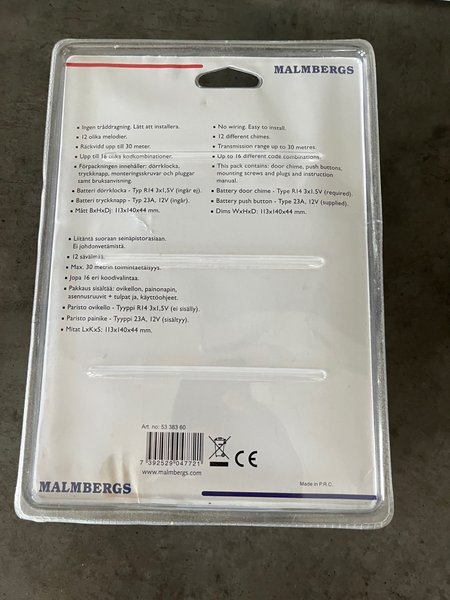 MALMBERGS
• Ingen tråddragning. Lätt att installera.
• 12 olika melodier.
• Räckvidd upp till 30 meter.
• Upp till 16 olika kodkombinationer.
• Förpackningen innehåller: dörrklocka,
tryckknapp, monteringsskruvar och pluggar
samt bruksanvisning.
• Batteri dörrklocka - Typ R14 3x1,5V (ingår ej).
• Batteri tryckknapp - Typ 23A, 12V (ingår).
• Mått BxHxDj: 113x140x44 mm.
• No wiring. Easy to install.
• 12 different chimes.
• Transmission range up to 30 metres.
• Up to 16 different code combinations.
• This pack contains: door chime, push buttons,
mounting screws and plugs and instruction
manual.
• Battery door chime - Type R14 3x1,5V (required).
• Battery push button - Type 23A, 12V (supplied).
• Dims WxHxD: 113x140x44 mm.
• Liitäntä suoraan seinäpistorasiaan.
Ei johdonvetämistä.
• 12 sävelmää.
• Max. 30 metrin toimintaetäisyys.
• Jopa 16 eri koodivalintaa.
• Pakkaus sisältää: ovikellon, painonapin,
asennusruuvit + tulpat ja, käyttöohjeet.
• Paristo ovikello - Tyyppi R14 3x1,5V (ei sisälly).
• Paristo painike - Tyyppi 23A, 12V (sisältyy).
• Mitat LxKxS: 113x140x44 mm.
Art. no: 53 383 60
7 392529 047721
www.malmbergs.com
CE
MALMBERGS
Made in P.R.C.